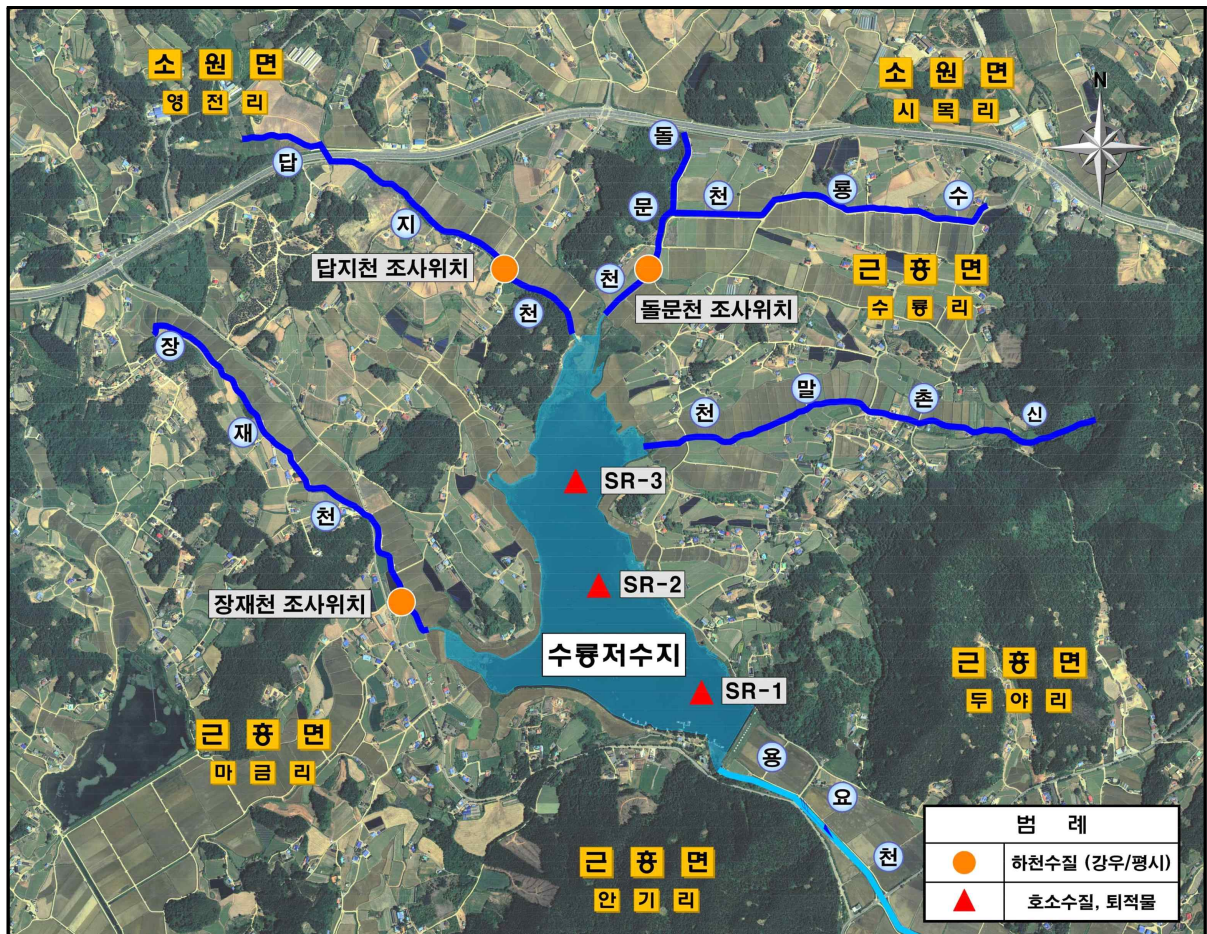 소 원 면
영 전 리
소 원 면
시 목 리
N
답 지 천
돌 문 천
수 룡 천
답지천 조사위치
돌문천 조사위치
근 흥 면
수 룡 리
장 재 천
신 촌 말 천
SR-3
SR-2
장재천 조사위치
수룡저수지
SR-1
근 흥 면
두 야 리
근 흥 면
마 금 리
용 요 천
근 흥 면
안 기 리
범 례
하천수질 (강우/평시)
호소수질, 퇴적물